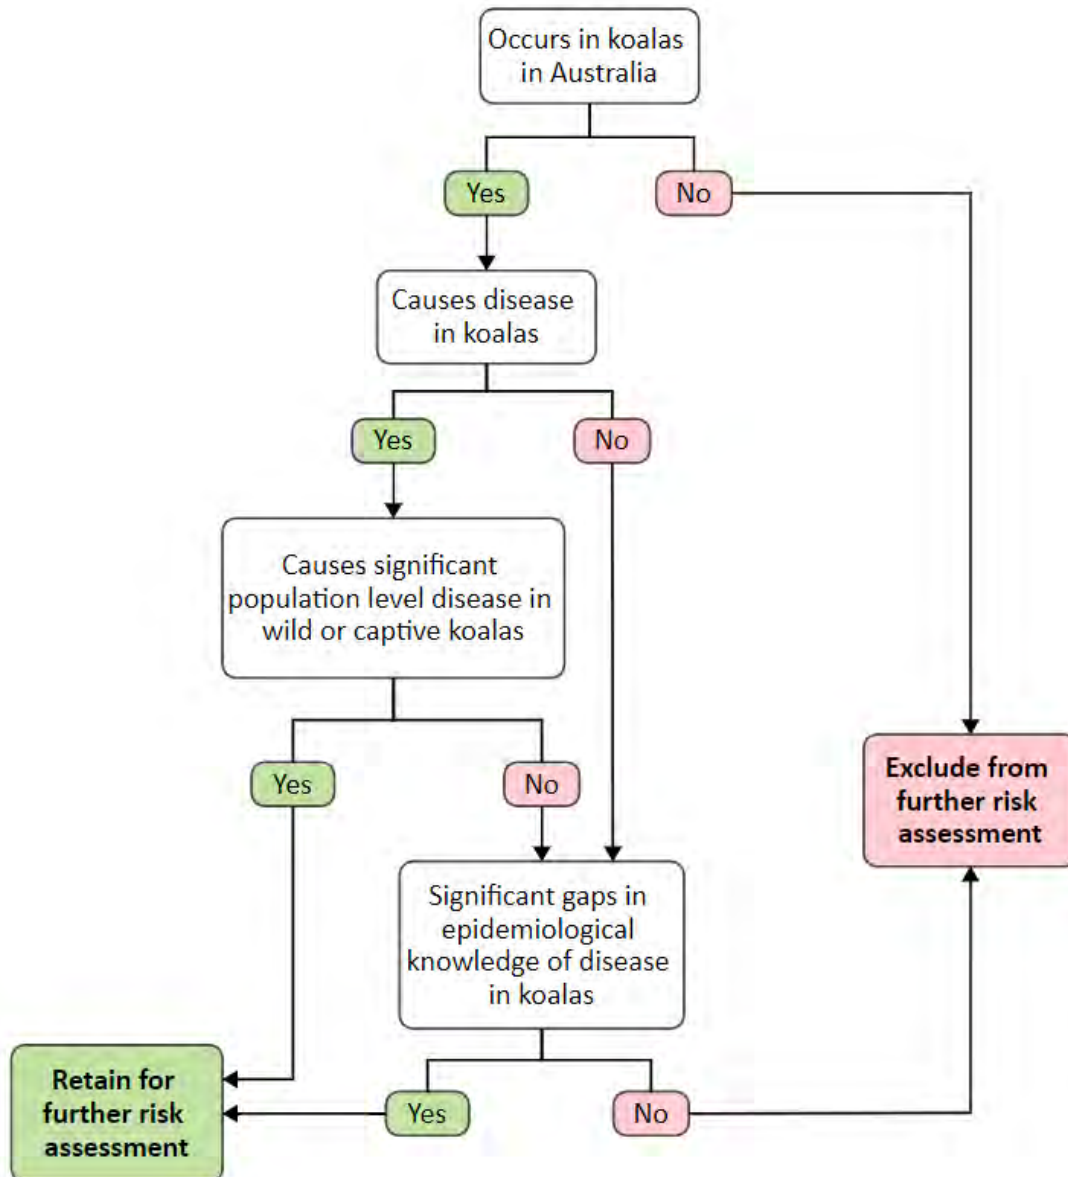 Occurs in koalas
in Australia
Yes
No
Causes disease
in koalas
Yes
No
Causes significant
population level disease in
wild or captive koalas
Yes
No
Exclude from
further risk
assessment
Significant gaps in
epidemiological
knowledge of disease
in koalas
Retain for
further risk
assessment
Yes
No